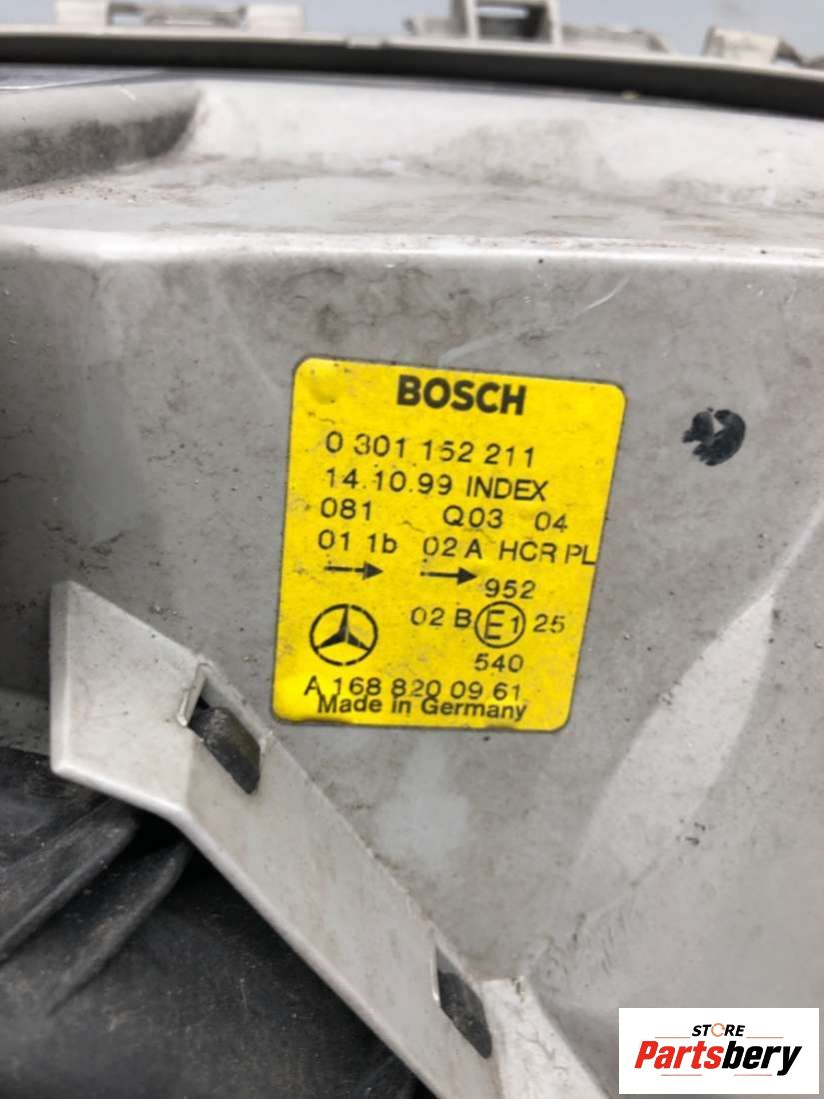 BOSCH
0 301 152 211
14.10.99 INDEX
081 Q03 04
01 1b 02 A HCR PL
952
02 B E1 25
540
A 168 820 09 61
Made in Germany
STORE
Partsbery